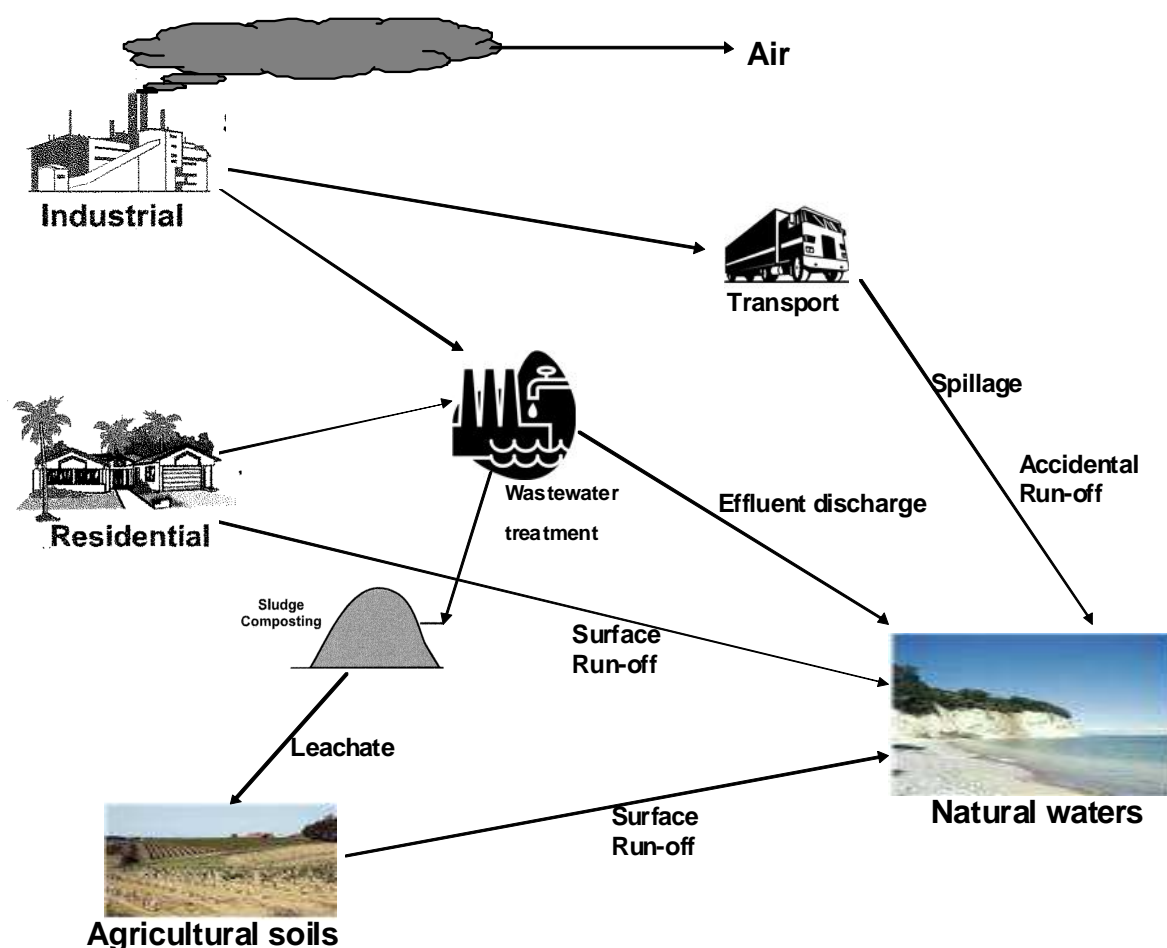 Air
Industrial
Transport
Spillage
Accidental
Run-off
Residential
Wastewater
treatment
Effluent discharge
Sludge
Composting
Surface
Run-off
Leachate
Surface
Run-off
Natural waters
Agricultural soils